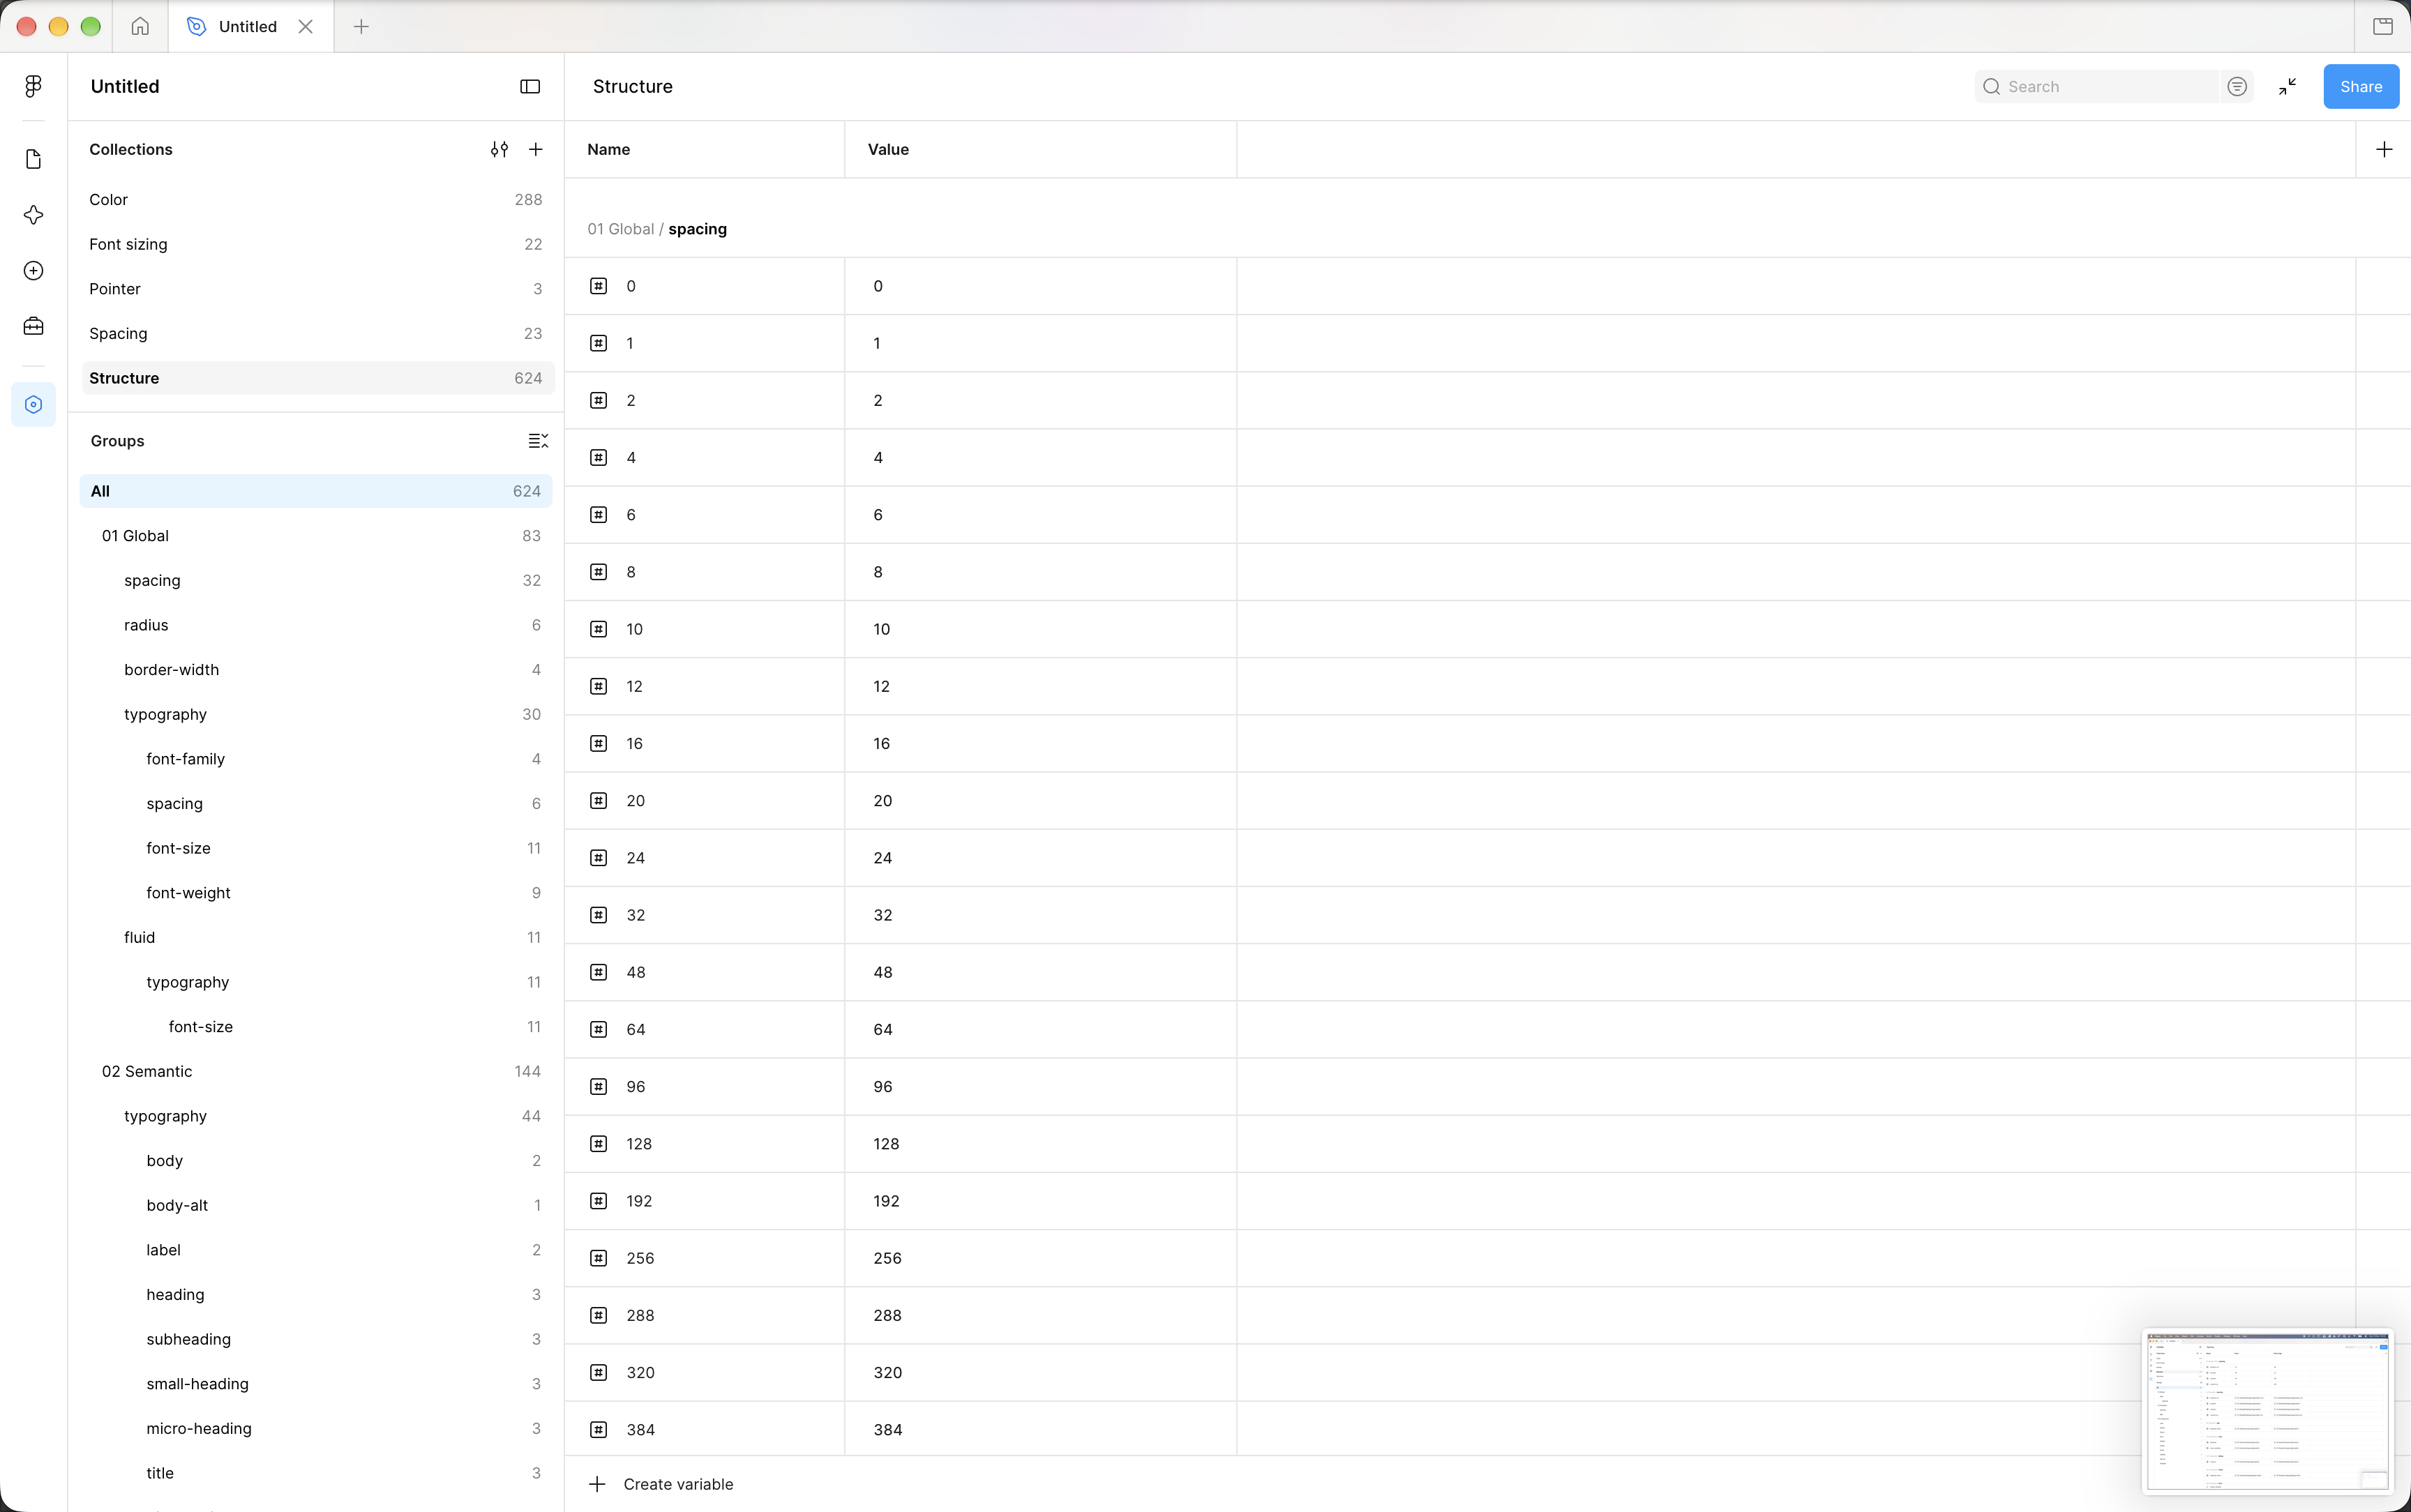 Untitled
Untitled
Structure
Search
Share
Collections
Name
Value
Color 288
Font sizing 22
Pointer 3
Spacing 23
Structure 624
Groups
All 624
01 Global 83
spacing 32
radius 6
border-width 4
typography 30
font-family 4
spacing 6
font-size 11
font-weight 9
fluid 11
typography 11
font-size 11
02 Semantic 144
typography 44
body 2
body-alt 1
label 2
heading 3
subheading 3
small-heading 3
micro-heading 3
title 3
01 Global / spacing
0 0
1 1
2 2
4 4
6 6
8 8
10 10
12 12
16 16
20 20
24 24
32 32
48 48
64 64
96 96
128 128
192 192
256 256
288 288
320 320
384 384
Create variable